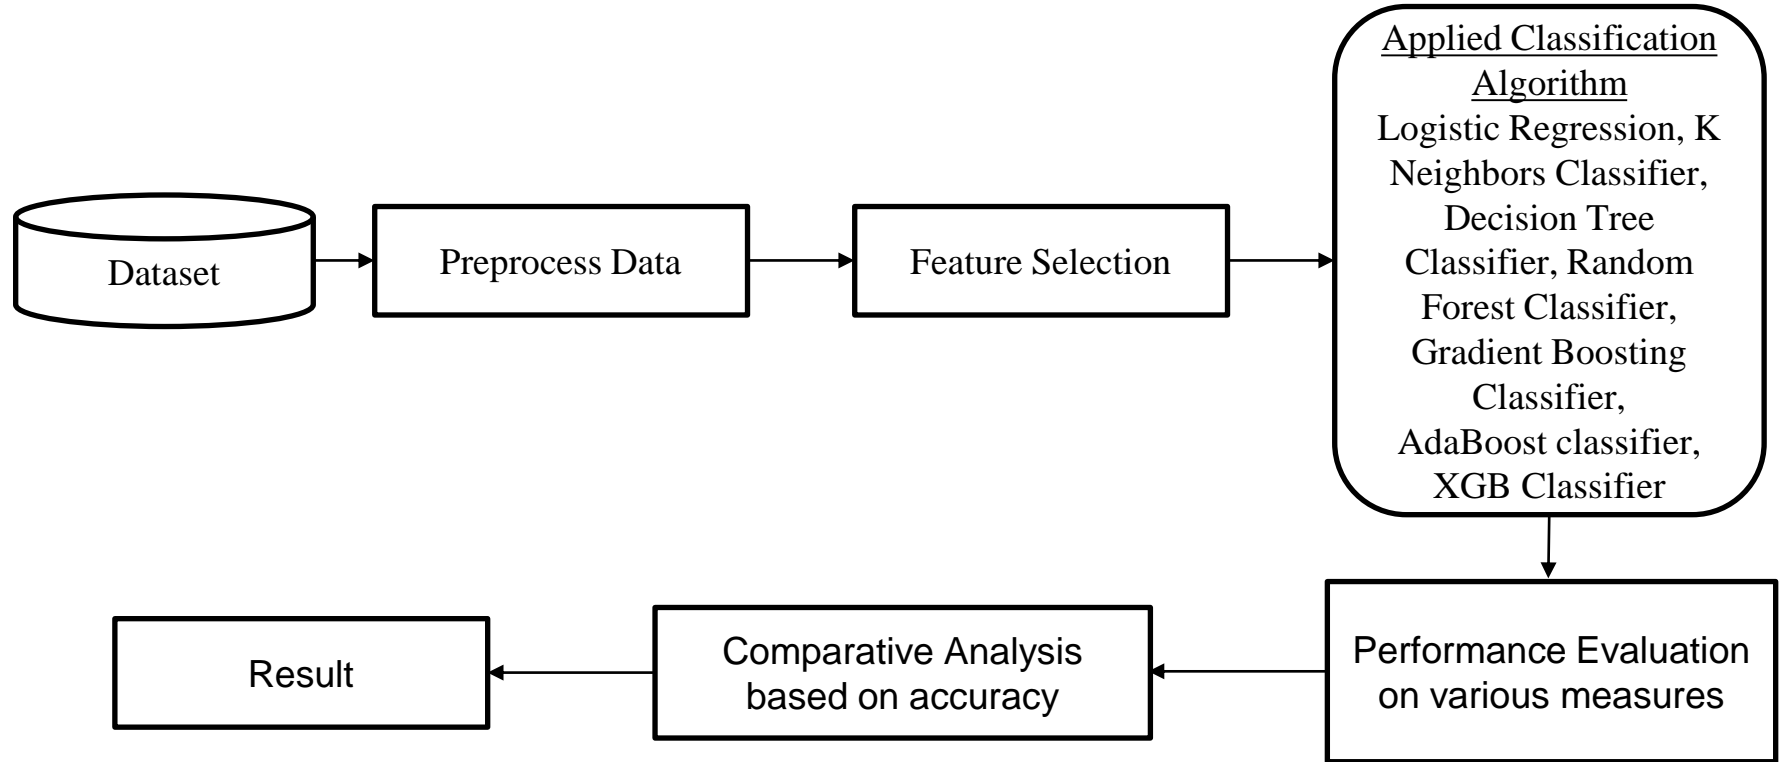 Dataset
Preprocess Data
Feature Selection
Applied Classification
Algorithm
Logistic Regression, K
Neighbors Classifier,
Decision Tree
Classifier, Random
Forest Classifier,
Gradient Boosting
Classifier,
AdaBoost classifier,
XGB Classifier
Performance Evaluation
on various measures
Comparative Analysis
based on accuracy
Result